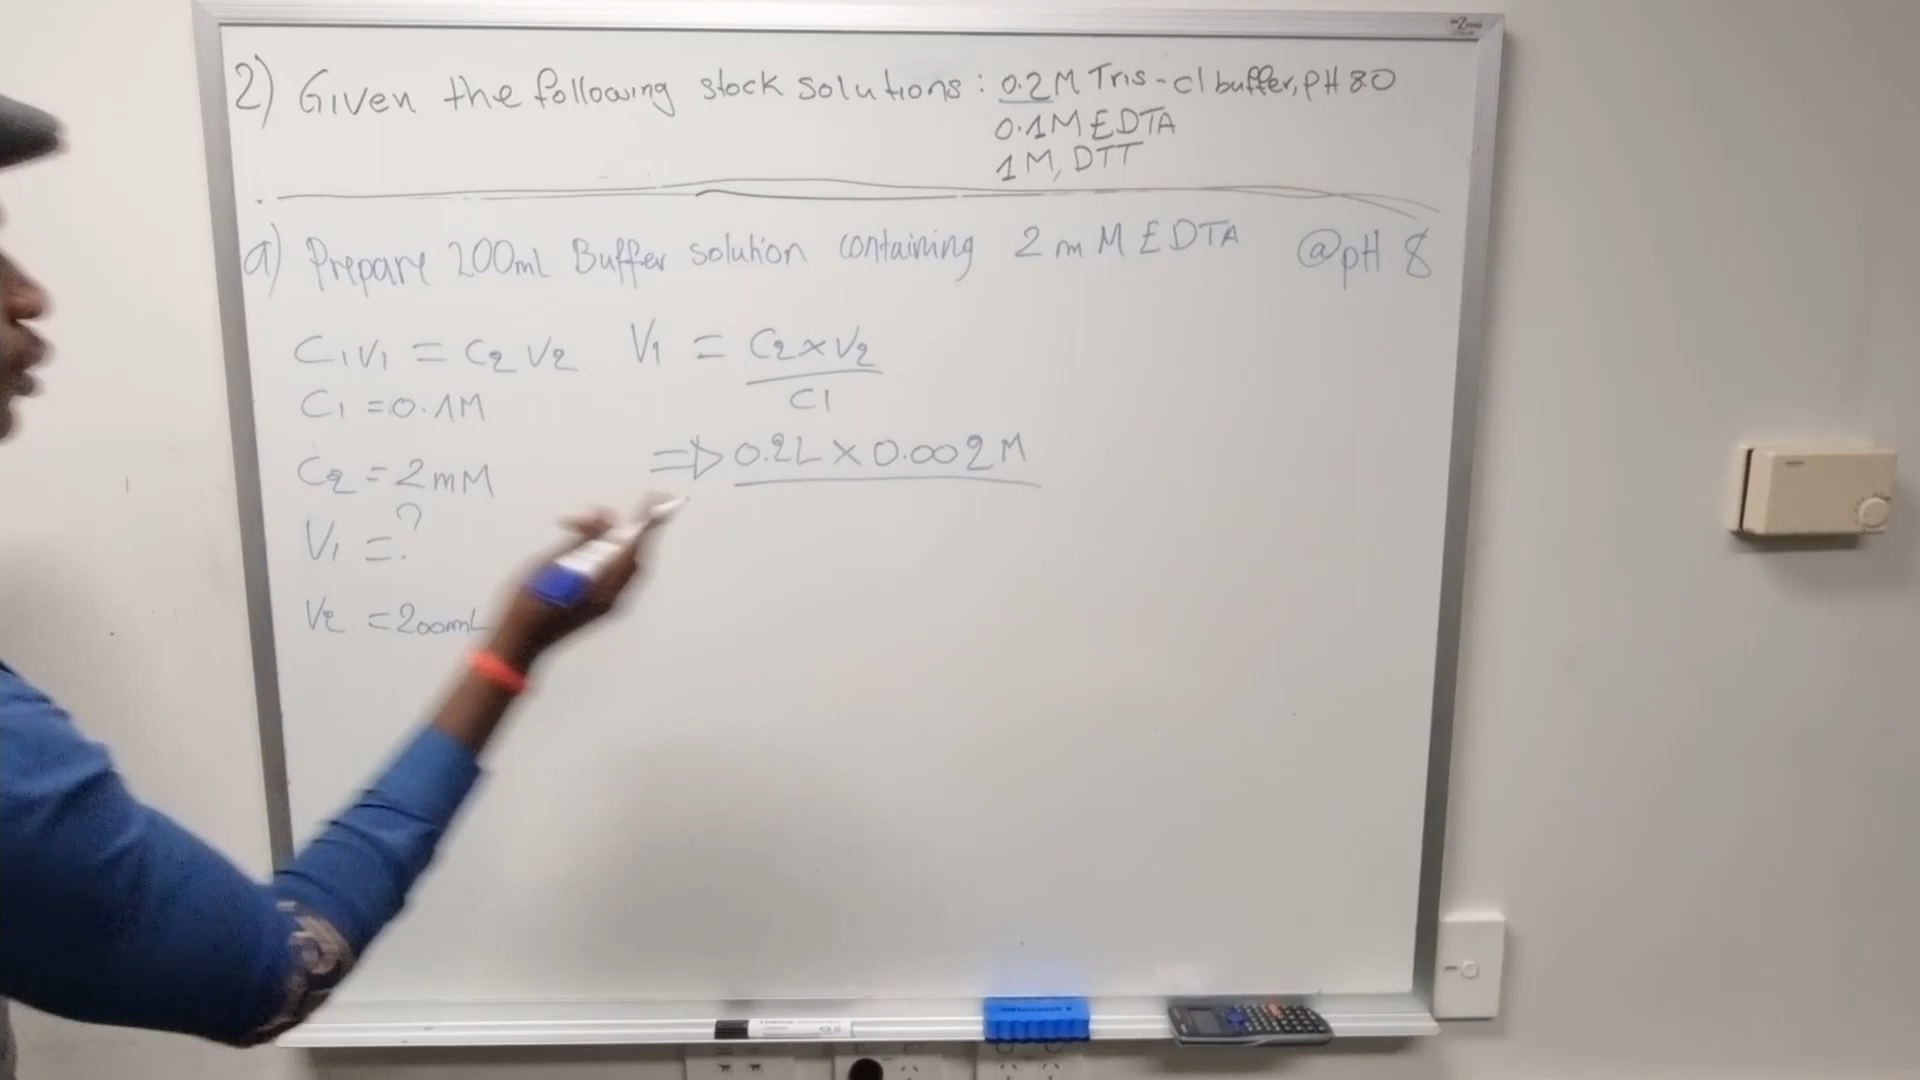 2) Given the following stock solutions: 0.2M Tris-cl buffer, pH 8.0
0.1M EDTA
1M, DTT
a) Prepare 200mL Buffer solution containing 2mM EDTA @pH 8
C1V1 = C2V2 V1 = C2×V2
C1
C1 = 0.1M
=> 0.2L × 0.002M
C2 = 2mM
V1 = ?
V2 = 200mL